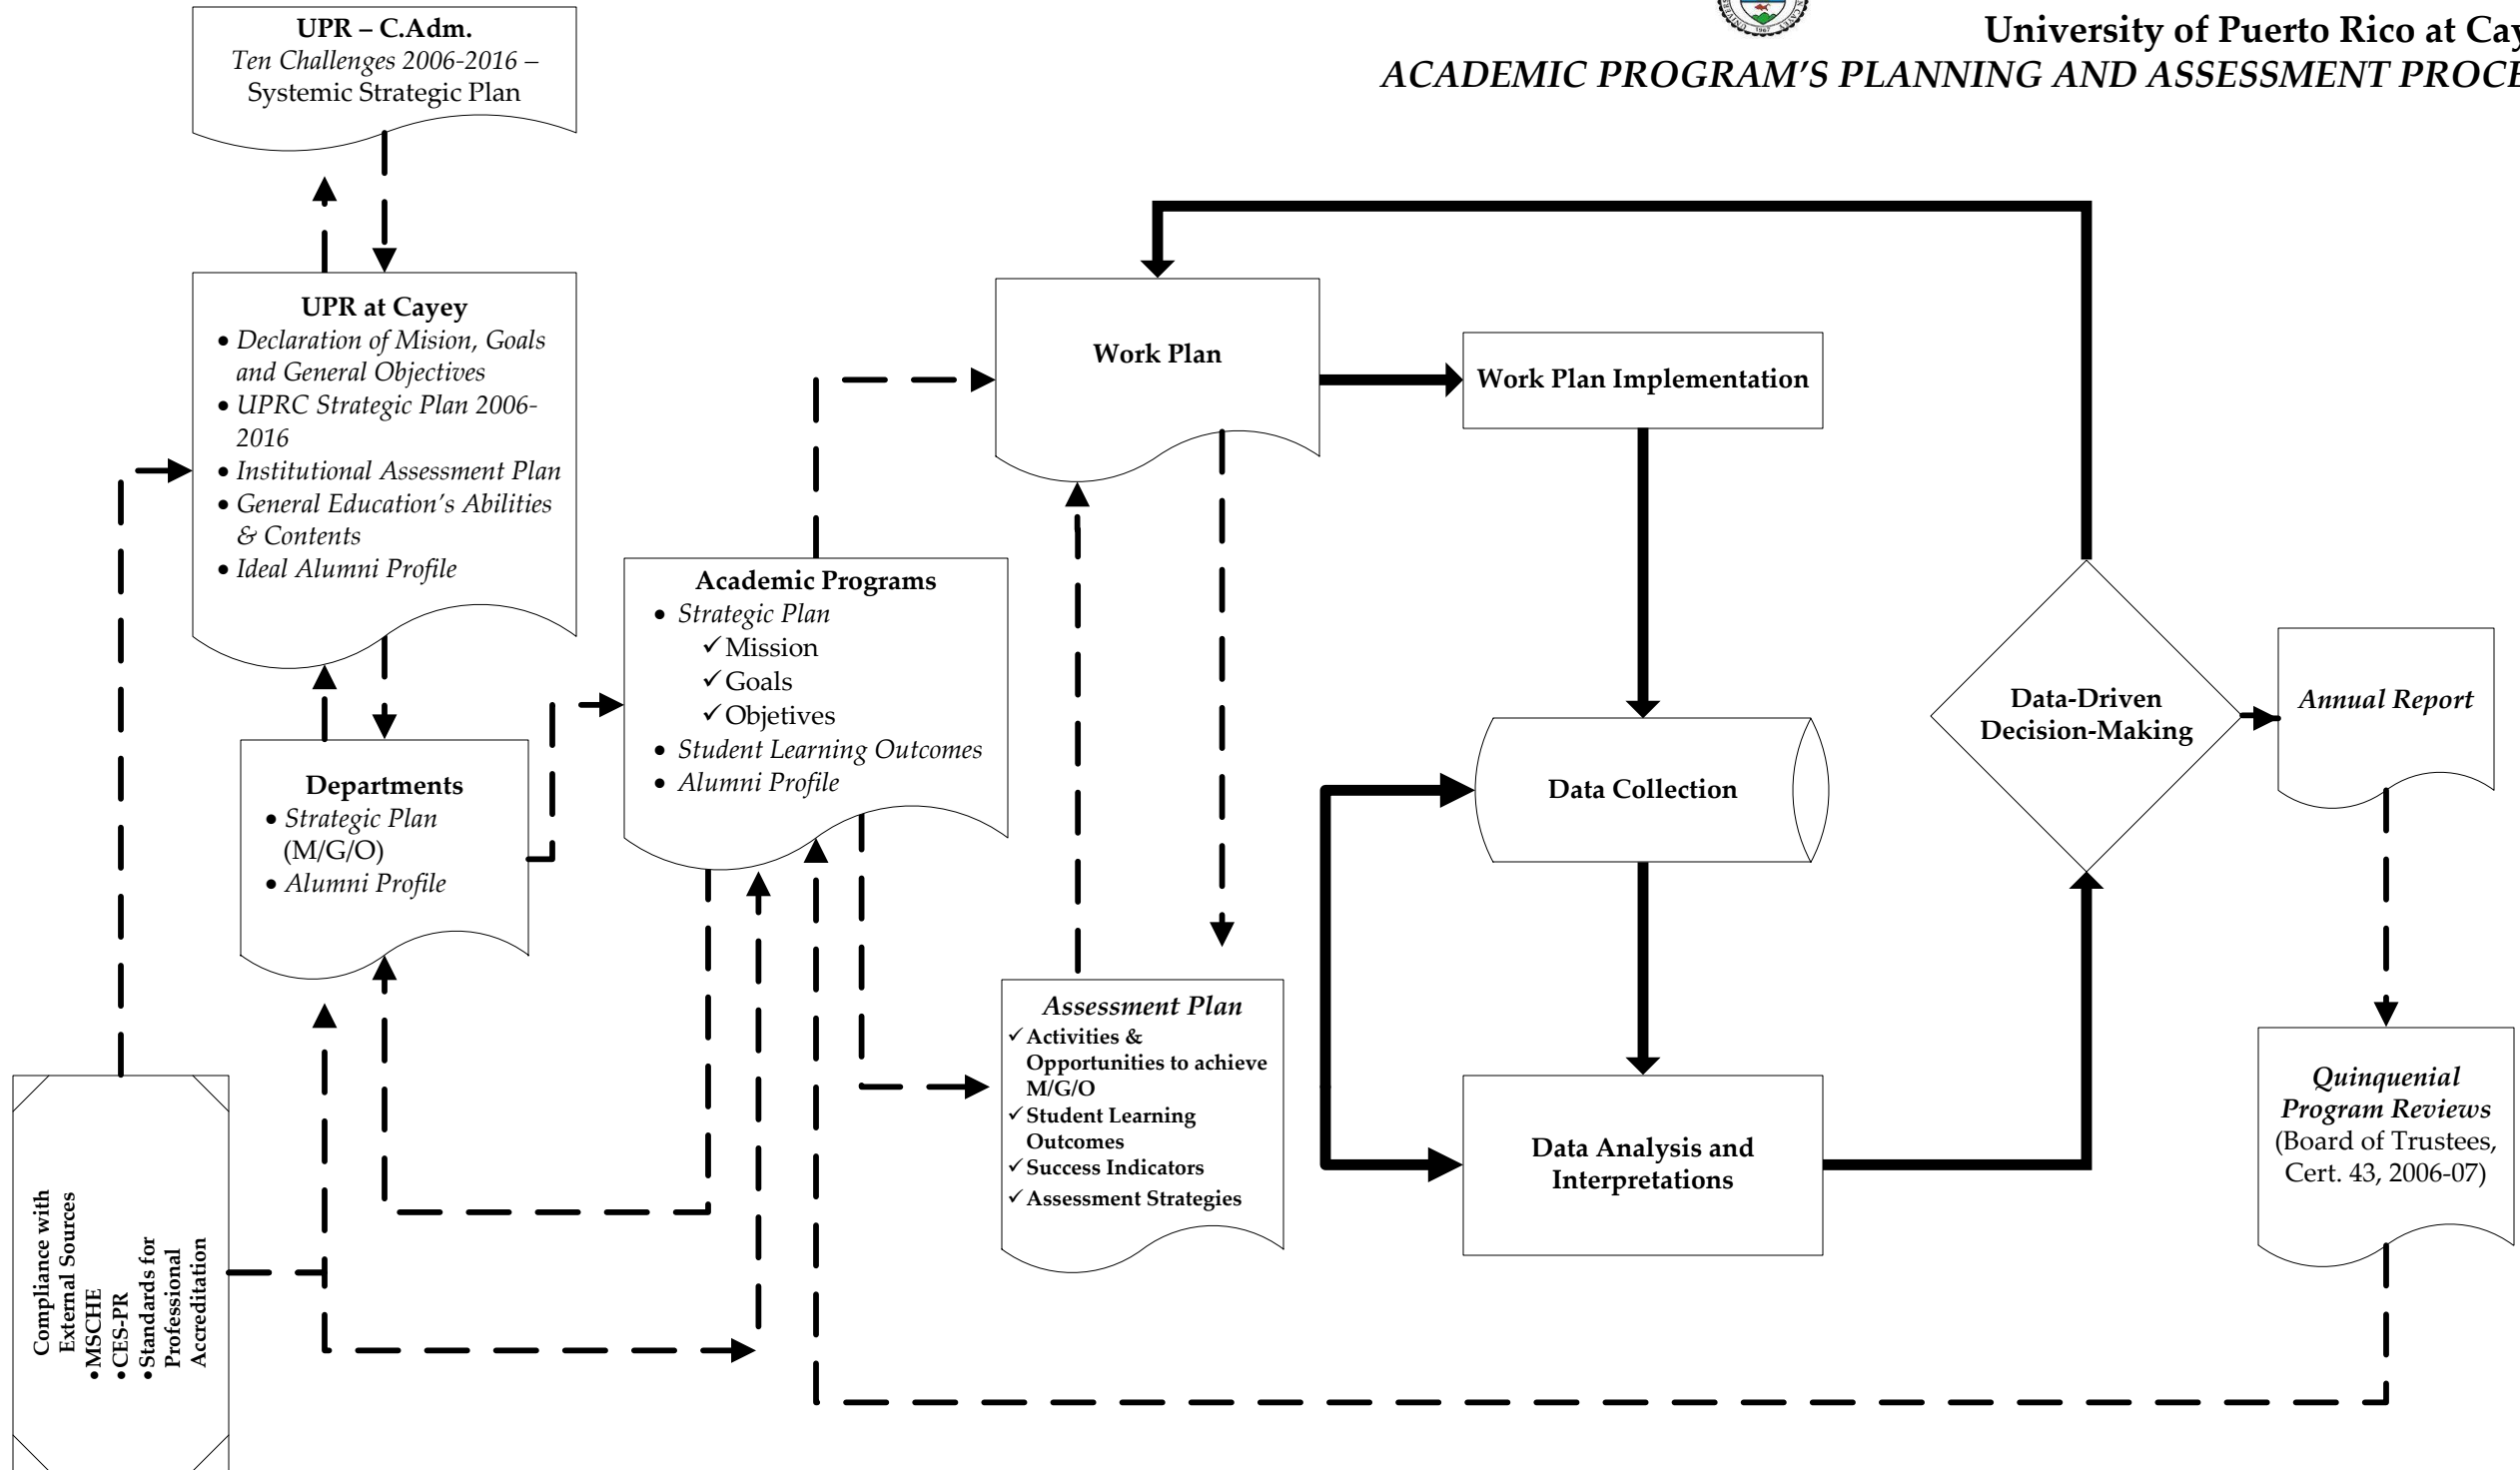 University of Puerto Rico at Cay
ACADEMIC PROGRAM’S PLANNING AND ASSESSMENT PROCE
UPR – C.Adm.
Ten Challenges 2006-2016 –
Systemic Strategic Plan
UPR at Cayey
• Declaration of Mision, Goals
and General Objectives
• UPRC Strategic Plan 2006-
2016
• Institutional Assessment Plan
• General Education’s Abilities
& Contents
• Ideal Alumni Profile
Departments
• Strategic Plan
(M/G/O)
• Alumni Profile
Compliance with
External Sources
•MSCHE
•CES-PR
•Standards for
Professional
Accreditation
Academic Programs
• Strategic Plan
✓Mission
✓Goals
✓Objetives
• Student Learning Outcomes
• Alumni Profile
Work Plan
Assessment Plan
✓Activities &
Opportunities to achieve
M/G/O
✓Student Learning
Outcomes
✓Success Indicators
✓Assessment Strategies
Work Plan Implementation
Data Collection
Data Analysis and
Interpretations
Data-Driven
Decision-Making
Annual Report
Quinquenial
Program Reviews
(Board of Trustees,
Cert. 43, 2006-07)